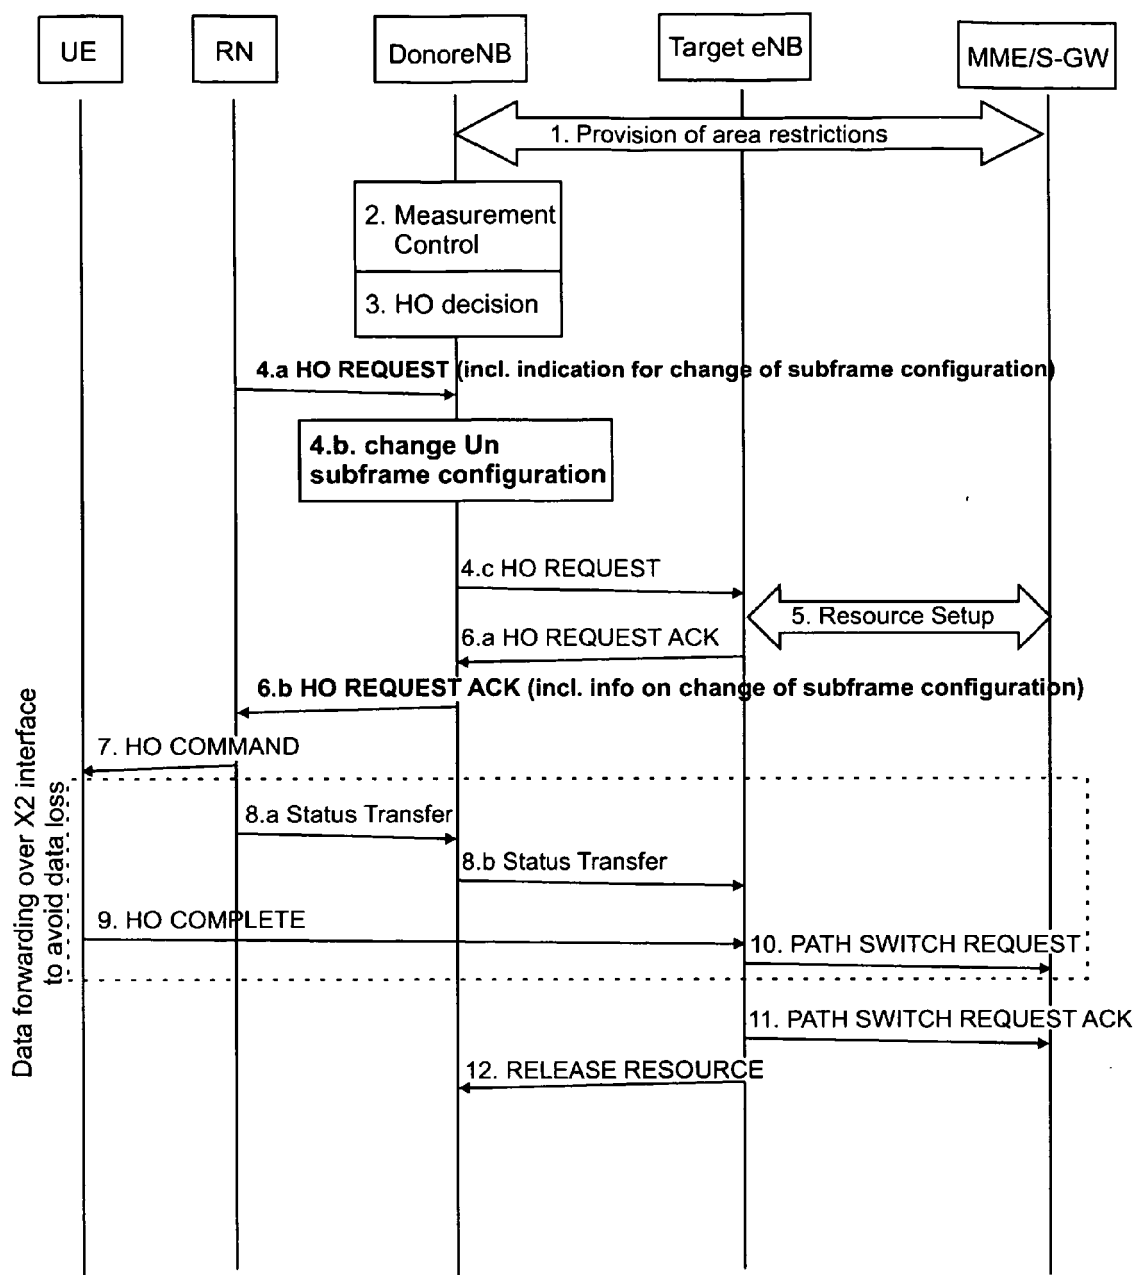 UE
RN
DonoreNB
Target eNB
MME/S-GW
1. Provision of area restrictions
2. Measurement
Control
3. HO decision
4.a HO REQUEST (incl. indication for change of subframe configuration)
4.b. change Un
subframe configuration
4.c HO REQUEST
5. Resource Setup
6.a HO REQUEST ACK
6.b HO REQUEST ACK (incl. info on change of subframe configuration)
7. HO COMMAND
Data forwarding over X2 interface
to avoid data loss
8.a Status Transfer
8.b Status Transfer
9. HO COMPLETE
10. PATH SWITCH REQUEST
11. PATH SWITCH REQUEST ACK
12. RELEASE RESOURCE